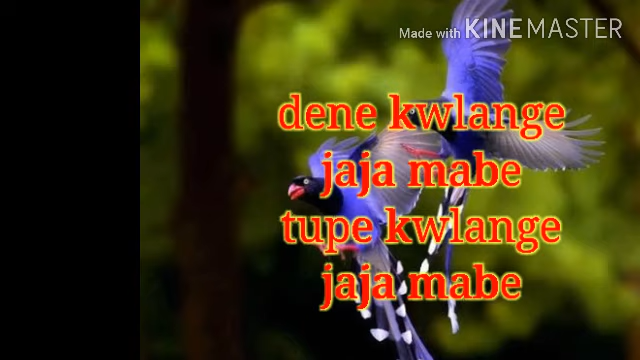 Made with KINEMASTER
dene kwlange
jaja mabe
tupe kwlange
jaja mabe